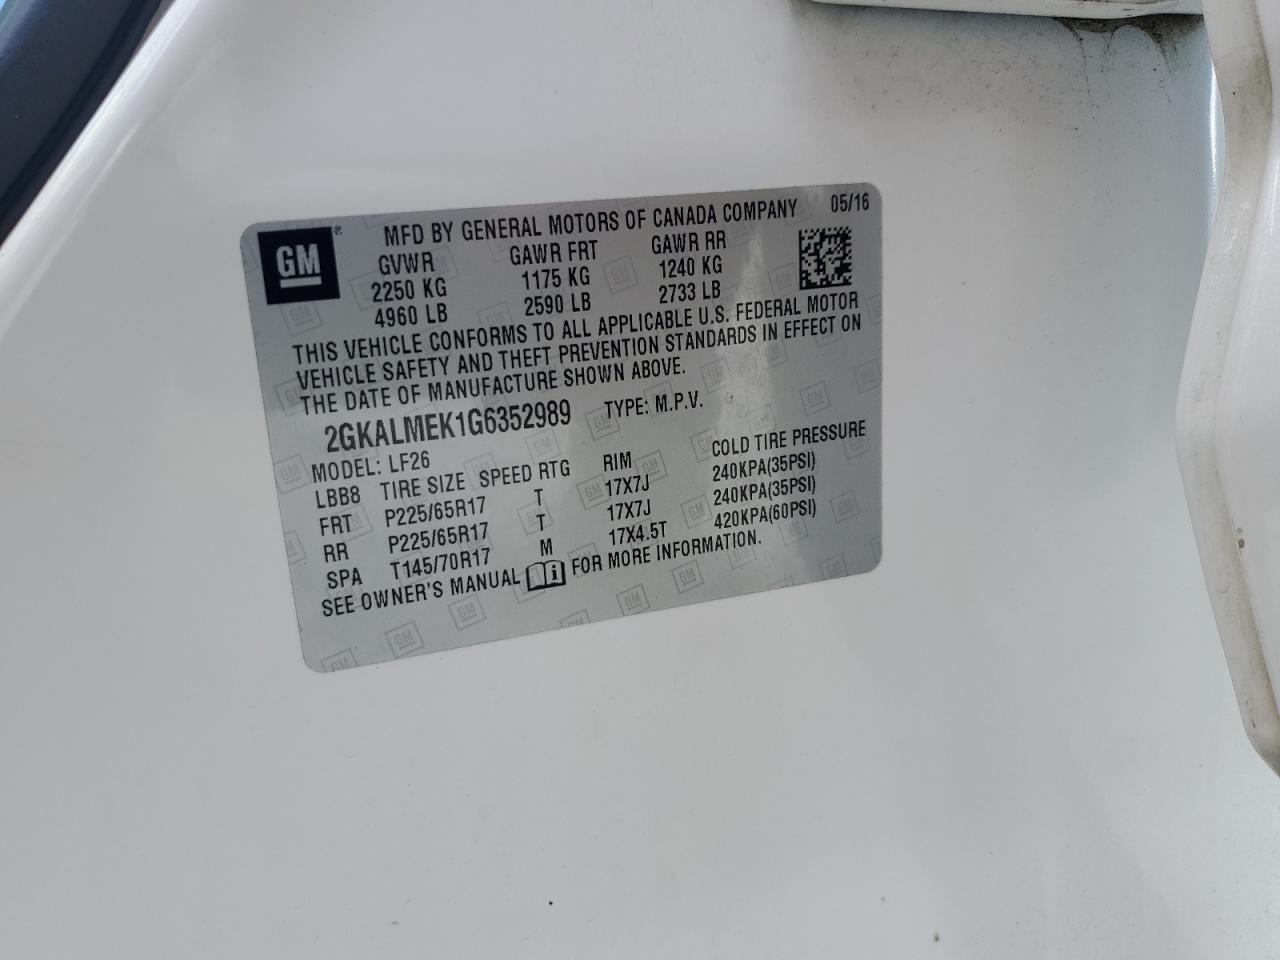 GM®
MFD BY GENERAL MOTORS OF CANADA COMPANY 05/16
GVWR GAWR FRT GAWR RR
2250 KG 1175 KG 1240 KG
4960 LB 2590 LB 2733 LB
THIS VEHICLE CONFORMS TO ALL APPLICABLE U.S. FEDERAL MOTOR
VEHICLE SAFETY AND THEFT PREVENTION STANDARDS IN EFFECT ON
THE DATE OF MANUFACTURE SHOWN ABOVE.
2GKALMEK1G6352989 TYPE: M.P.V.
MODEL: LF26
LBB8 TIRE SIZE SPEED RTG RIM COLD TIRE PRESSURE
FRT P225/65R17 T 17X7J 240KPA(35PSI)
RR P225/65R17 T 17X7J 240KPA(35PSI)
SPA T145/70R17 M 17X4.5T 420KPA(60PSI)
SEE OWNER'S MANUAL i FOR MORE INFORMATION.